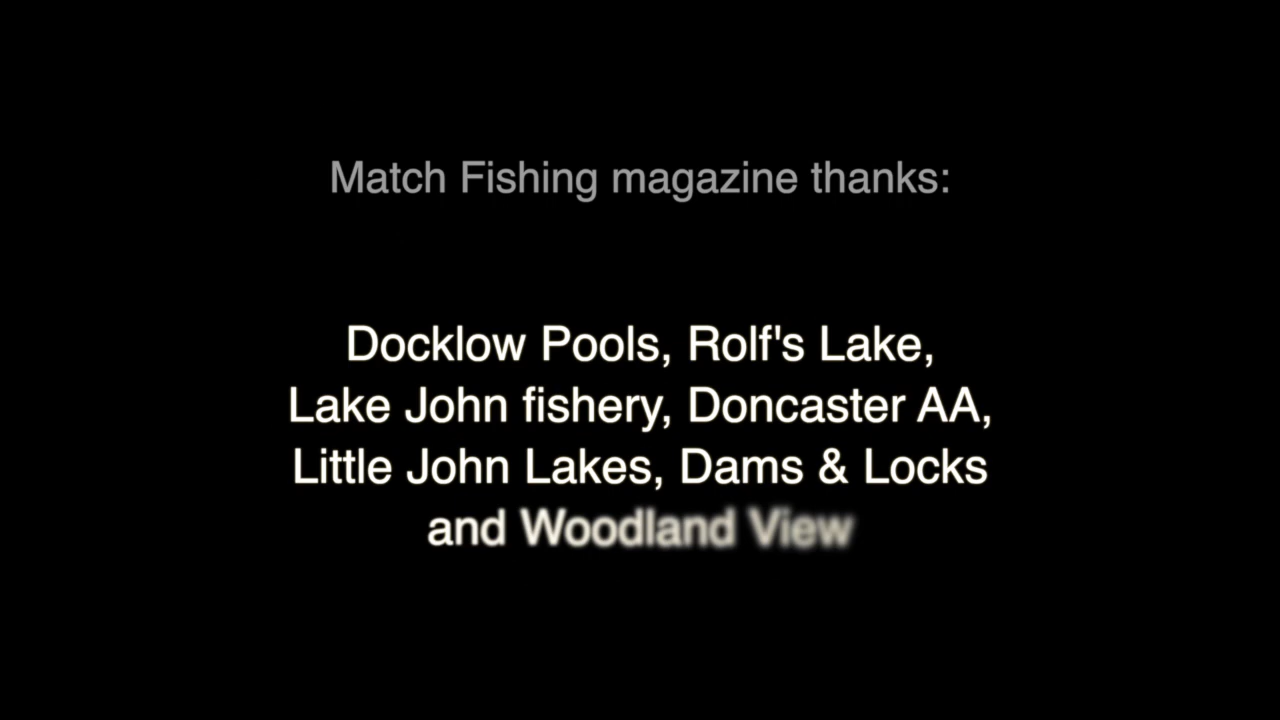 Match Fishing magazine thanks:
Docklow Pools, Rolf's Lake,
Lake John fishery, Doncaster AA,
Little John Lakes, Dams & Locks
and Woodland View